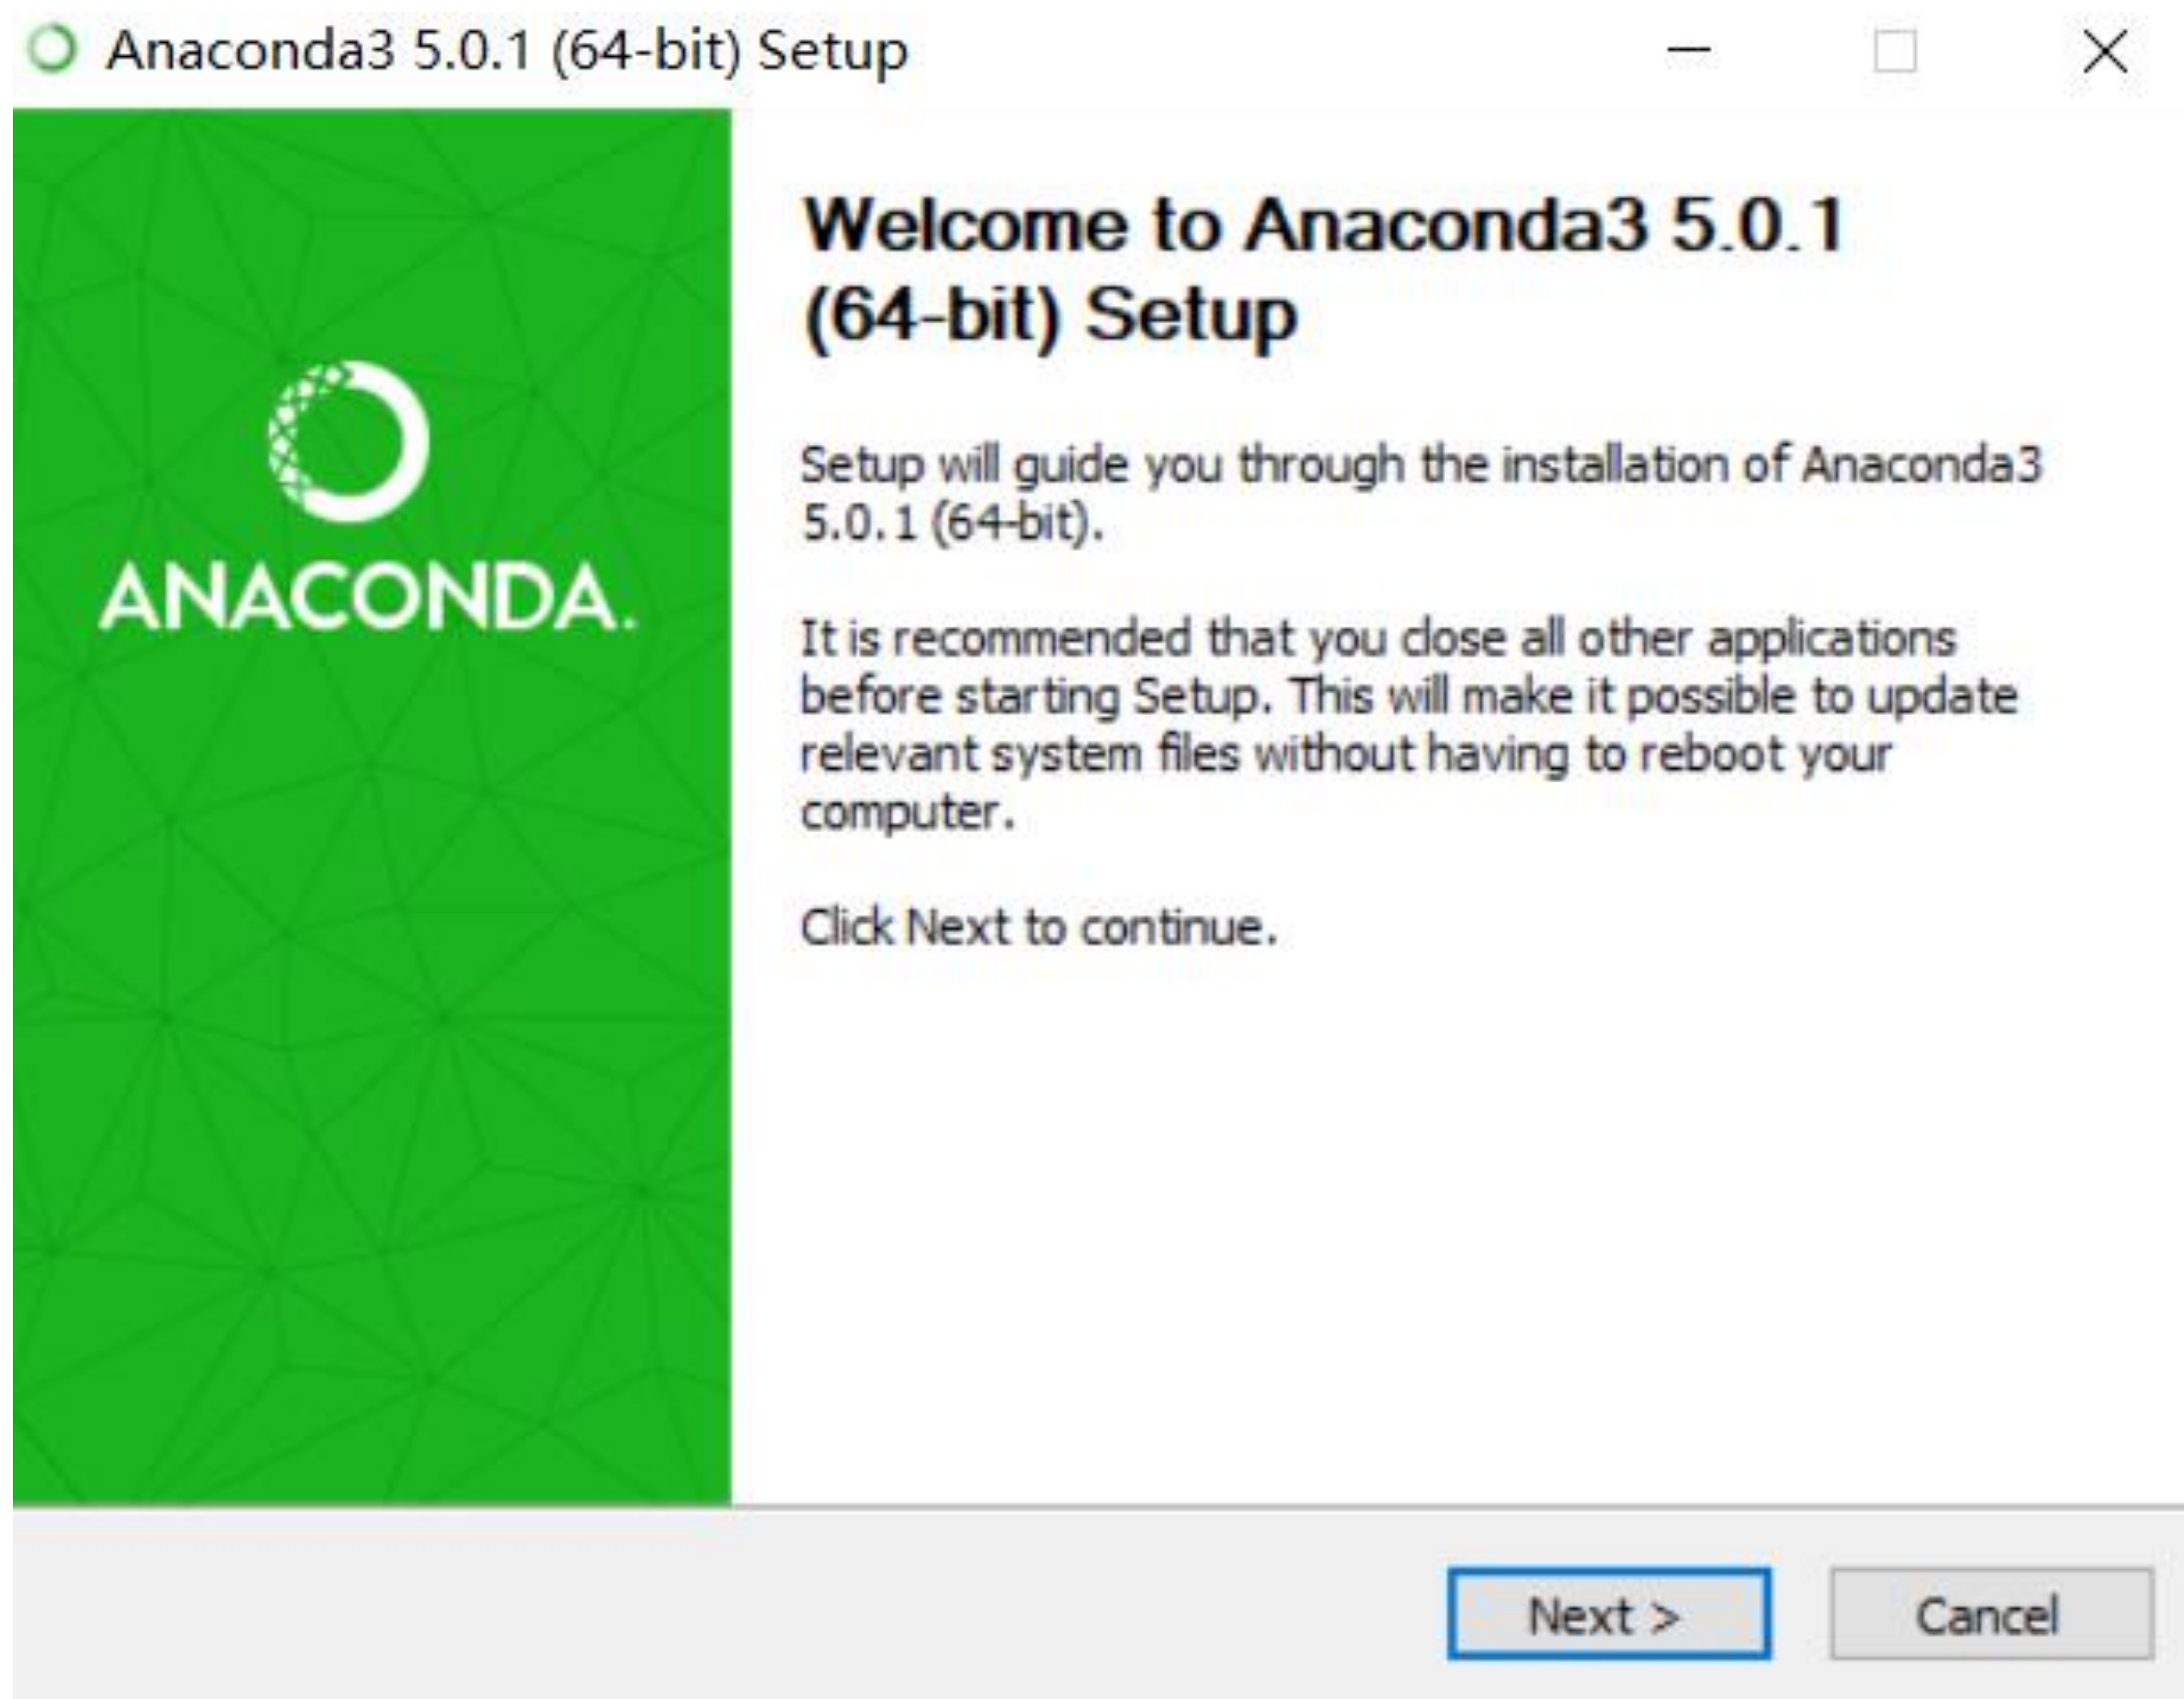 Anaconda3 5.0.1 (64-bit) Setup
ANACONDA.
Welcome to Anaconda3 5.0.1
(64-bit) Setup
Setup will guide you through the installation of Anaconda3
5.0.1 (64-bit).
It is recommended that you close all other applications
before starting Setup. This will make it possible to update
relevant system files without having to reboot your
computer.
Click Next to continue.
Next >
Cancel